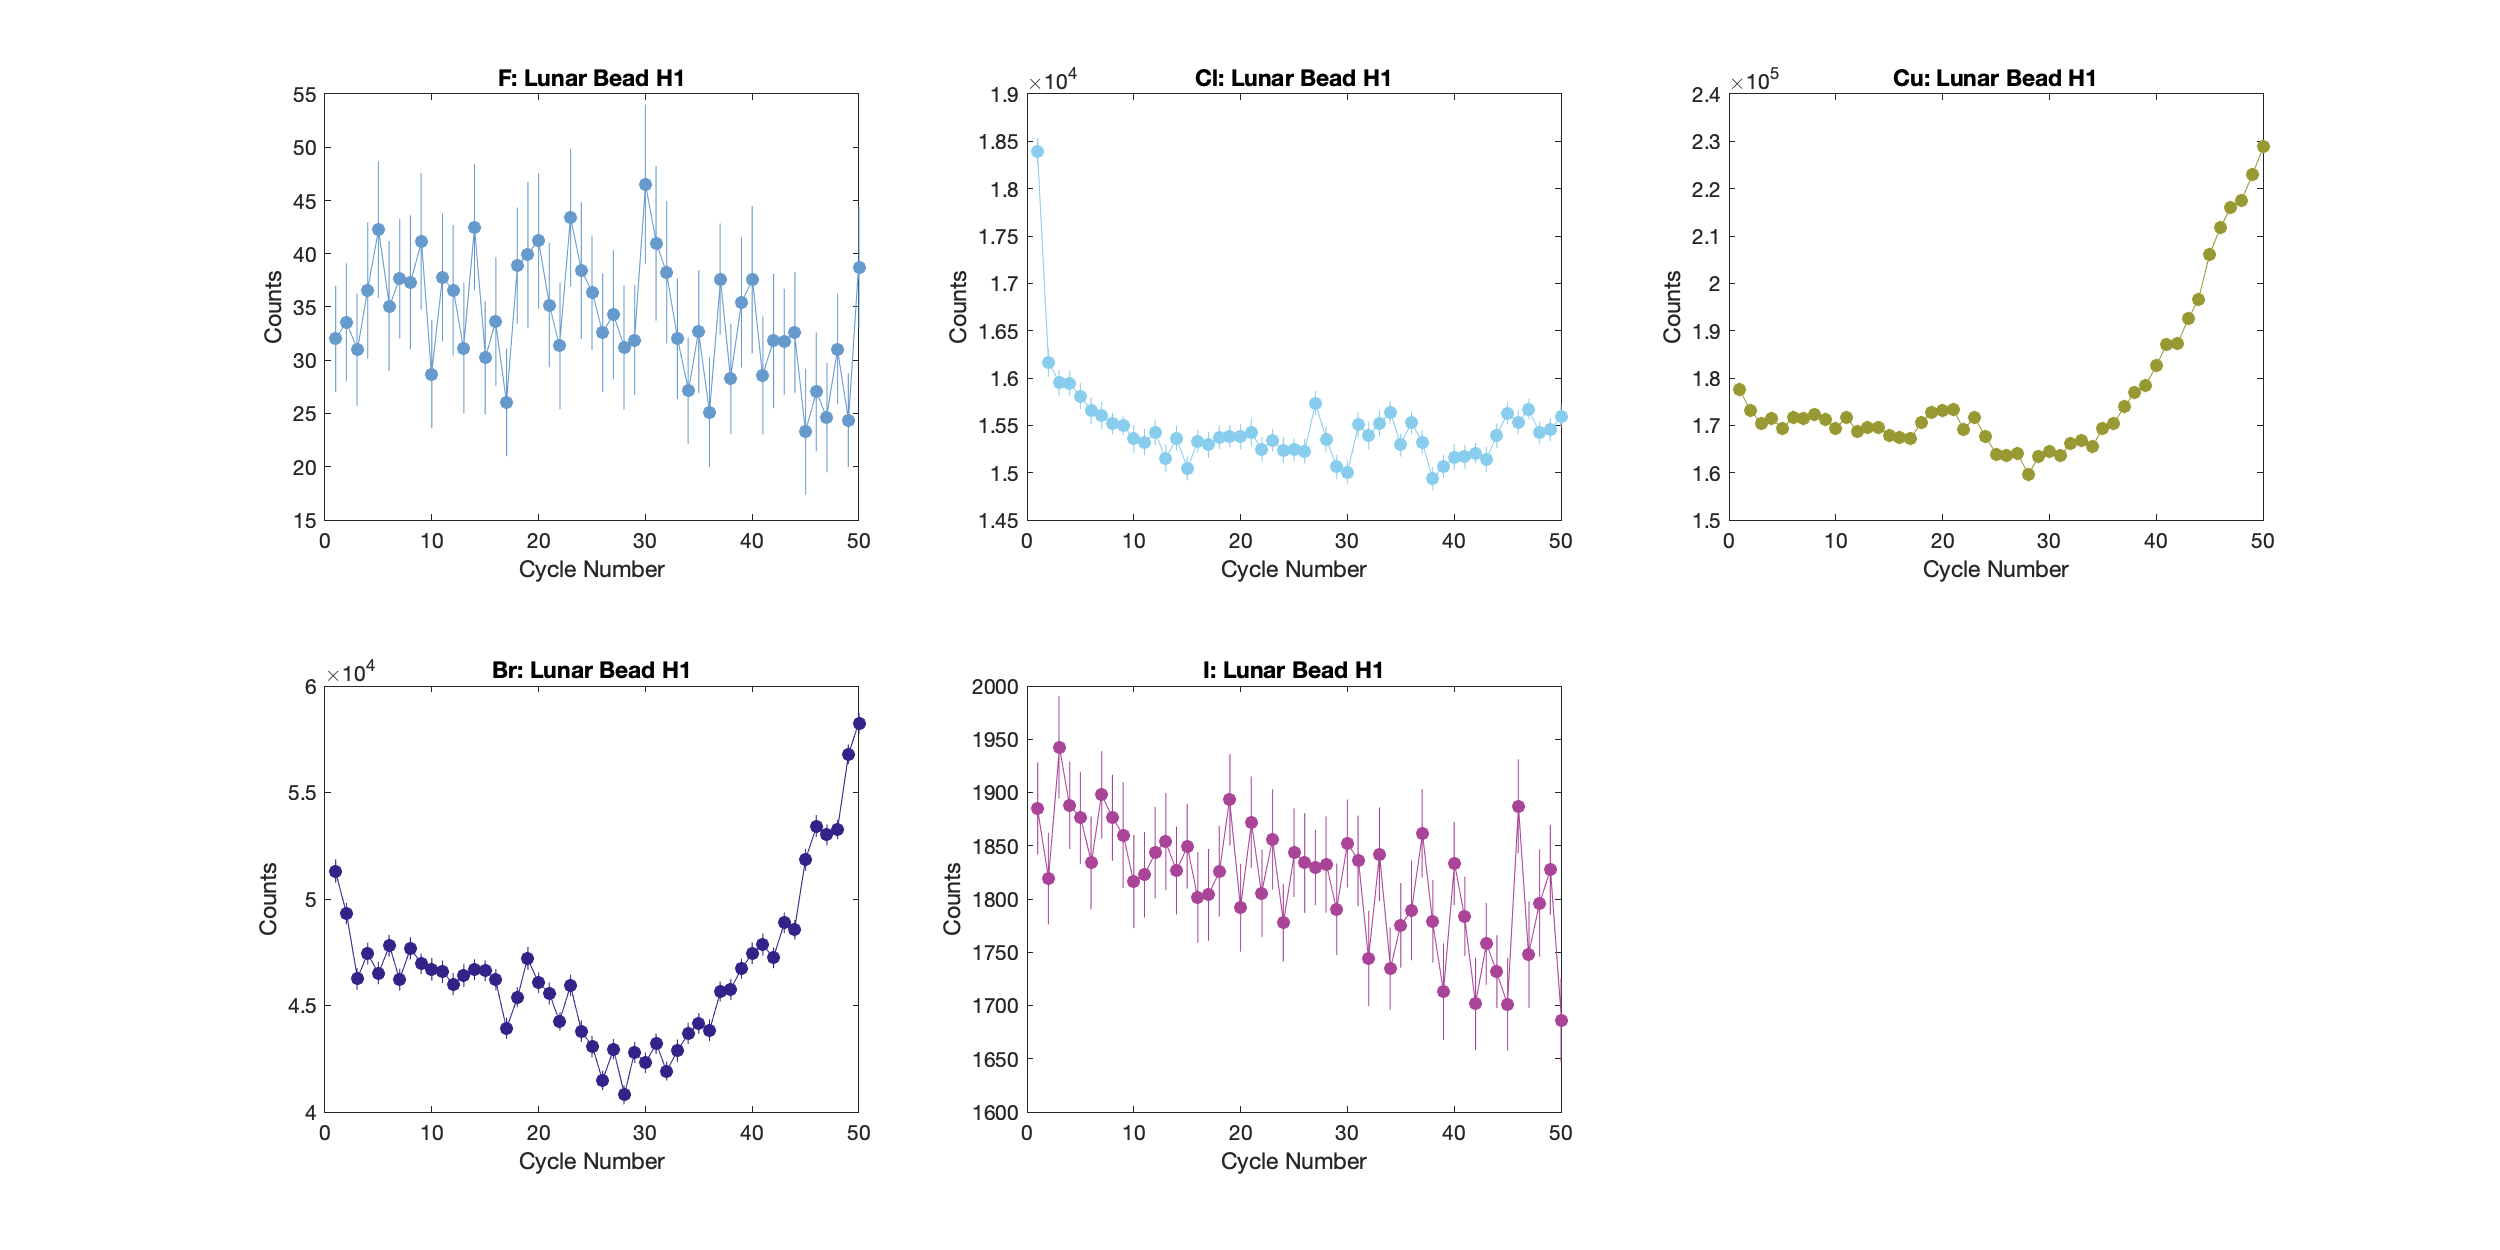 F: Lunar Bead H1
55
50
45
40
35
30
25
20
15
Counts
0 10 20 30 40 50
Cycle Number
Cl: Lunar Bead H1
×10^4
1.9
1.85
1.8
1.75
1.7
1.65
1.6
1.55
1.5
1.45
Counts
0 10 20 30 40 50
Cycle Number
Cu: Lunar Bead H1
×10^5
2.4
2.3
2.2
2.1
2
1.9
1.8
1.7
1.6
1.5
Counts
0 10 20 30 40 50
Cycle Number
Br: Lunar Bead H1
×10^4
6
5.5
5
4.5
4
Counts
0 10 20 30 40 50
Cycle Number
I: Lunar Bead H1
2000
1950
1900
1850
1800
1750
1700
1650
1600
Counts
0 10 20 30 40 50
Cycle Number